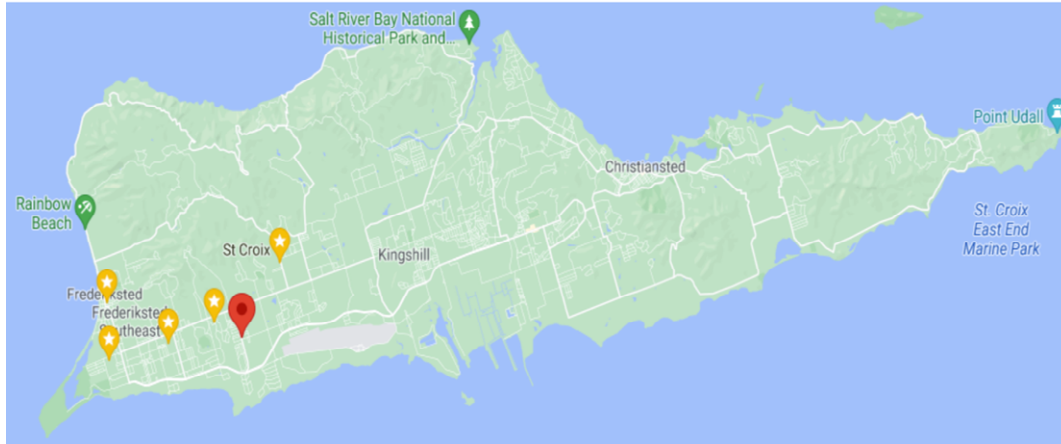 Salt River Bay National
Historical Park and...
Point Udall
Christiansted
Rainbow
Beach
St. Croix
East End
Marine Park
St Croix
Kingshill
Frederiksted
Frederiksted
Southeast